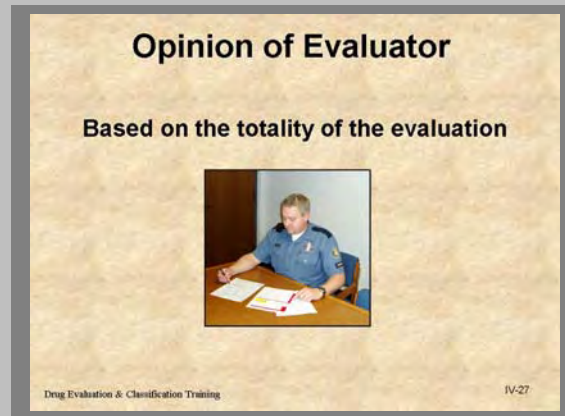 Opinion of Evaluator
Based on the totality of the evaluation
Drug Evaluation & Classification Training
IV-27